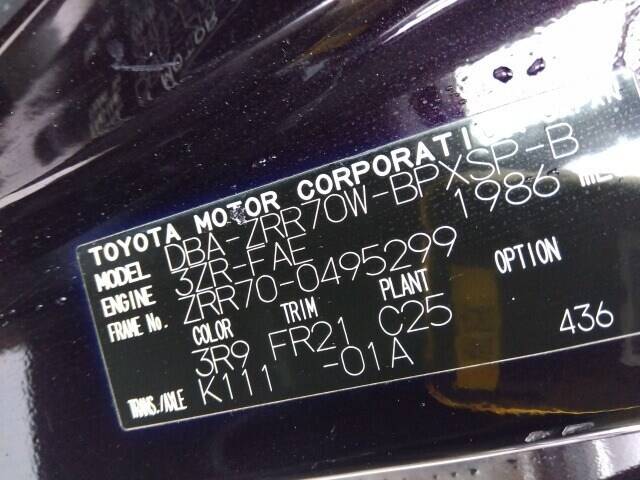 TOYOTA MOTOR CORPORATION
MODEL DBA-ZRR70W-BPXSP-B
ENGINE 3ZR-FAE 1986
FRAME No. ZRR70-0495299
COLOR TRIM PLANT OPTION
3R9 FR21 C25 436
TRANS./AXLE K111 -01A